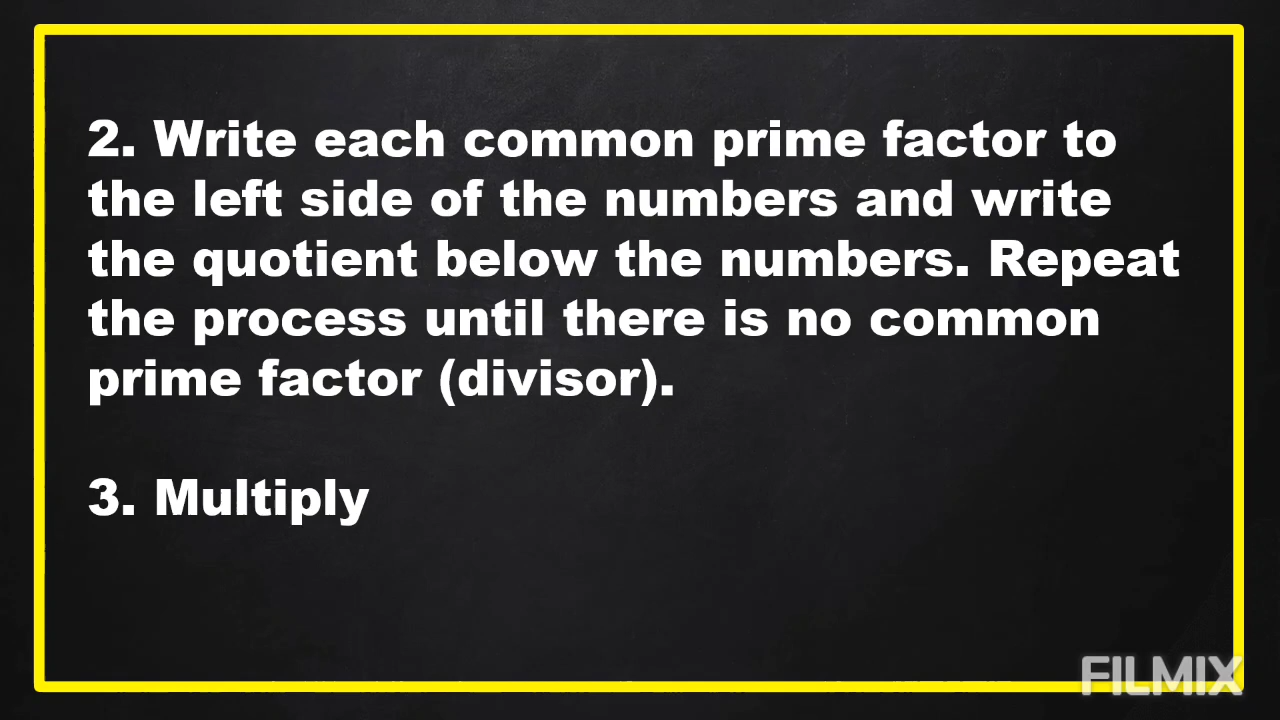 2. Write each common prime factor to
the left side of the numbers and write
the quotient below the numbers. Repeat
the process until there is no common
prime factor (divisor).
3. Multiply
FILMIX